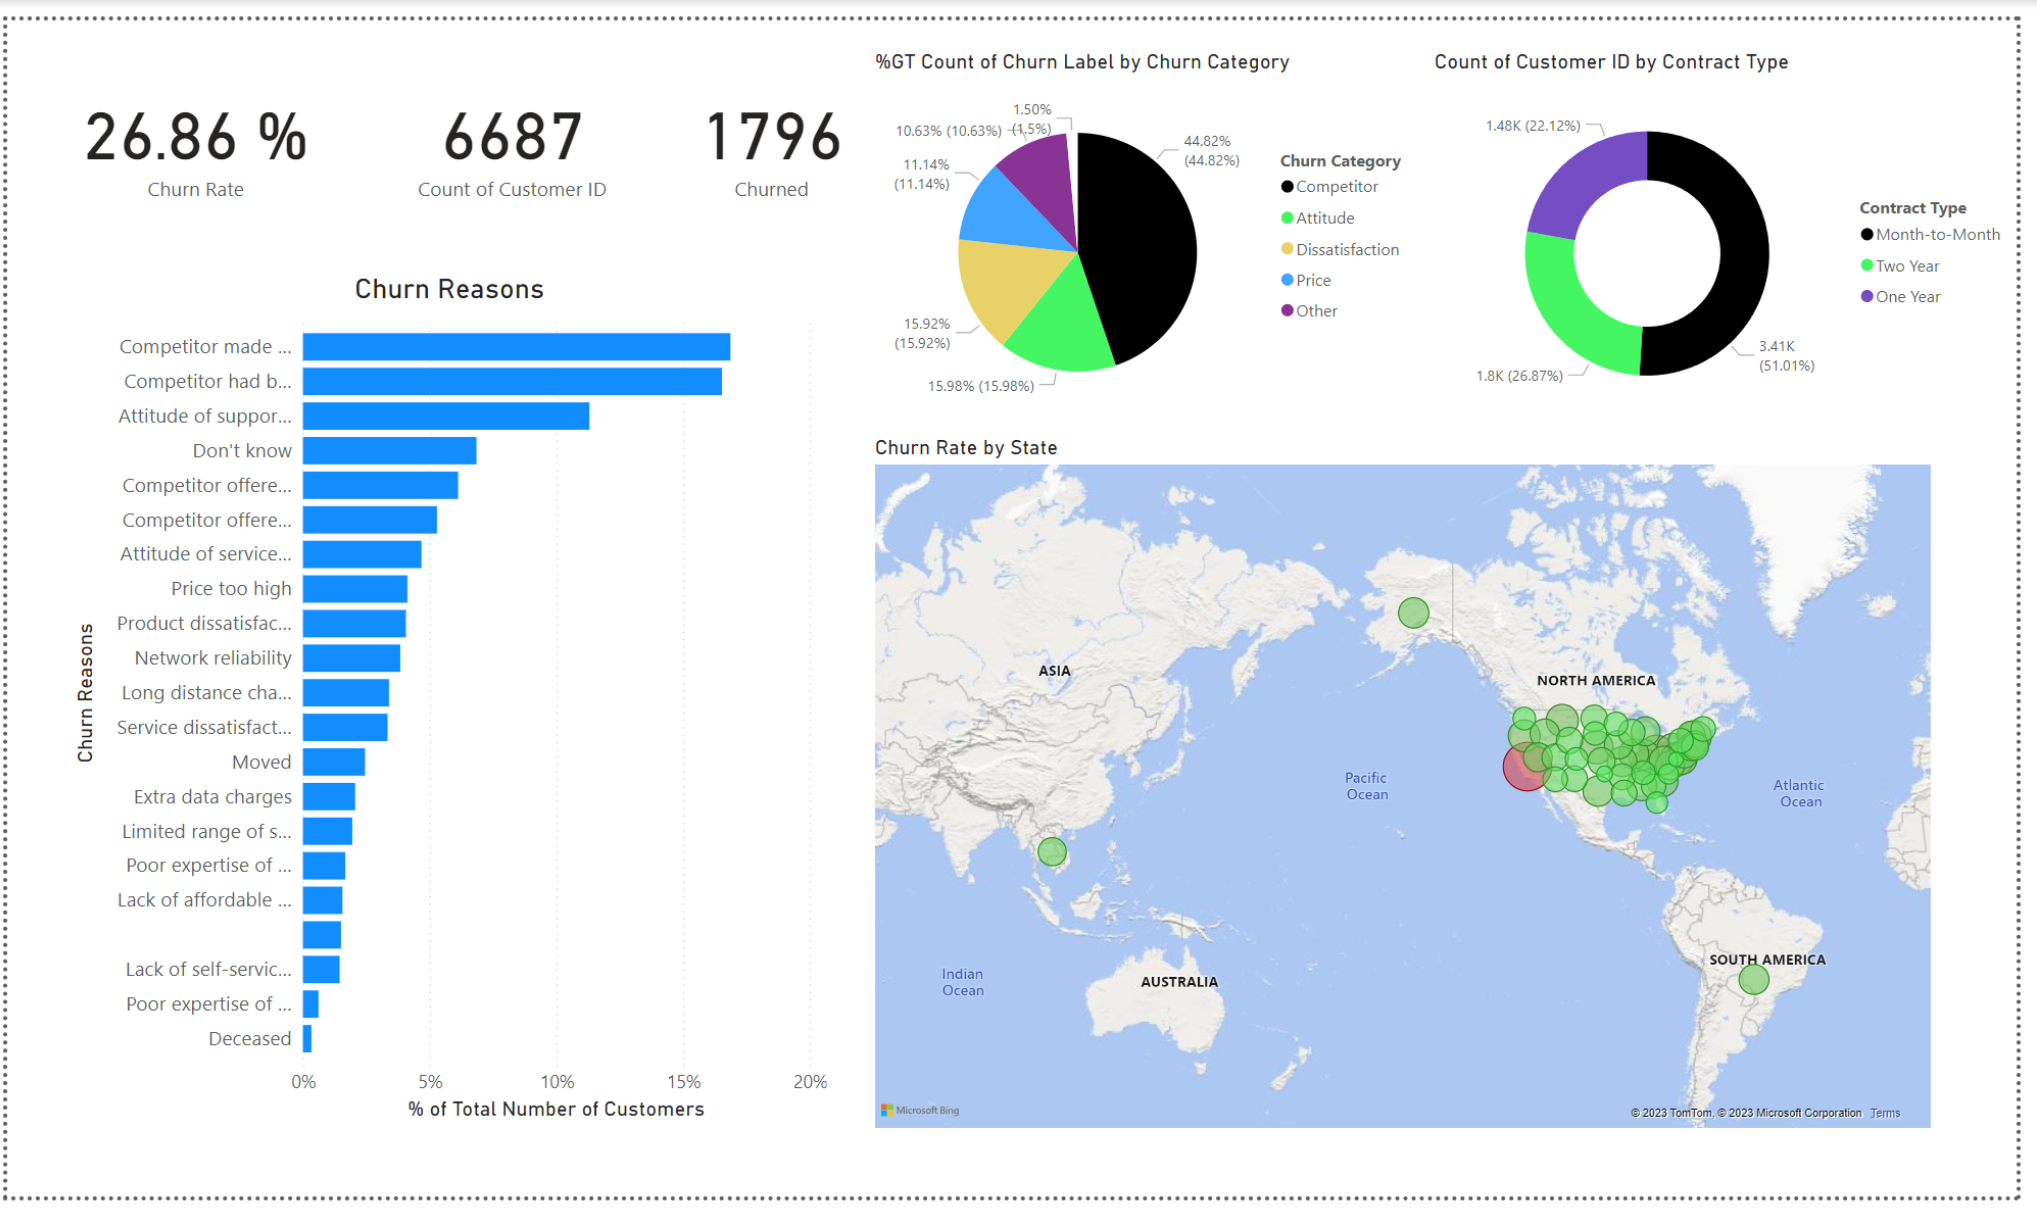 26.86 %
Churn Rate
6687
Count of Customer ID
1796
Churned
%GT Count of Churn Label by Churn Category
1.50%
(1.5%)
10.63% (10.63%)
11.14%
(11.14%)
15.92%
(15.92%)
15.98% (15.98%)
44.82%
(44.82%)
Churn Category
Competitor
Attitude
Dissatisfaction
Price
Other
Count of Customer ID by Contract Type
1.48K (22.12%)
1.8K (26.87%)
3.41K
(51.01%)
Contract Type
Month-to-Month
Two Year
One Year
Churn Reasons
Churn Reasons
Competitor made ...
Competitor had b...
Attitude of suppor...
Don't know
Competitor offere...
Competitor offere...
Attitude of service...
Price too high
Product dissatisfac...
Network reliability
Long distance cha...
Service dissatisfact...
Moved
Extra data charges
Limited range of s...
Poor expertise of ...
Lack of affordable ...
Lack of self-servic...
Poor expertise of ...
Deceased
0% 5% 10% 15% 20%
% of Total Number of Customers
Churn Rate by State
ASIA
NORTH AMERICA
Pacific
Ocean
Atlantic
Ocean
SOUTH AMERICA
Indian
Ocean
AUSTRALIA
Microsoft Bing
© 2023 TomTom, © 2023 Microsoft Corporation Terms